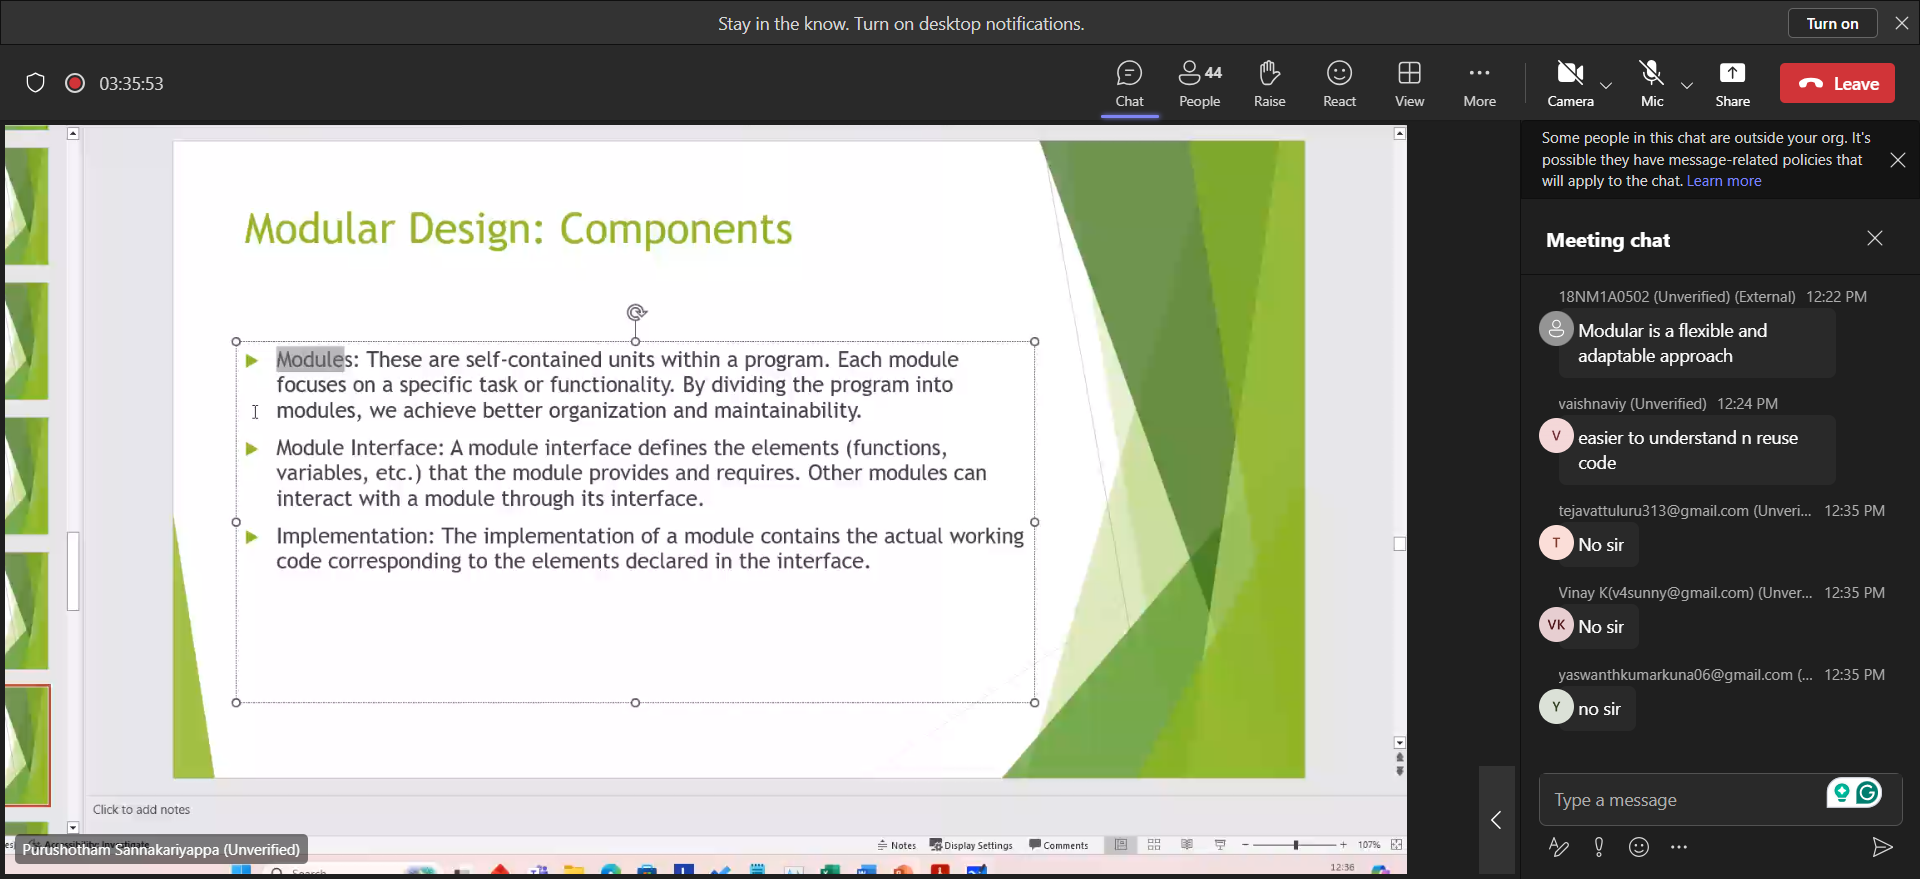 Stay in the know. Turn on desktop notifications.
Turn on
03:35:53
Chat
44
People
Raise
React
View
More
Camera
Mic
Share
Leave
Modular Design: Components
Modules: These are self-contained units within a program. Each module
focuses on a specific task or functionality. By dividing the program into
modules, we achieve better organization and maintainability.
Module Interface: A module interface defines the elements (functions,
variables, etc.) that the module provides and requires. Other modules can
interact with a module through its interface.
Implementation: The implementation of a module contains the actual working
code corresponding to the elements declared in the interface.
Click to add notes
Purushotham Sannakariyappa (Unverified)
Notes
Display Settings
Comments
107%
Search
12:36
Some people in this chat are outside your org. It's
possible they have message-related policies that
will apply to the chat. Learn more
Meeting chat
18NM1A0502 (Unverified) (External) 12:22 PM
Modular is a flexible and
adaptable approach
vaishnaviy (Unverified) 12:24 PM
V
easier to understand n reuse
code
tejavattuluru313@gmail.com (Unveri... 12:35 PM
T
No sir
Vinay K(v4sunny@gmail.com) (Unver... 12:35 PM
VK
No sir
yaswanthkumarkuna06@gmail.com (... 12:35 PM
Y
no sir
Type a message